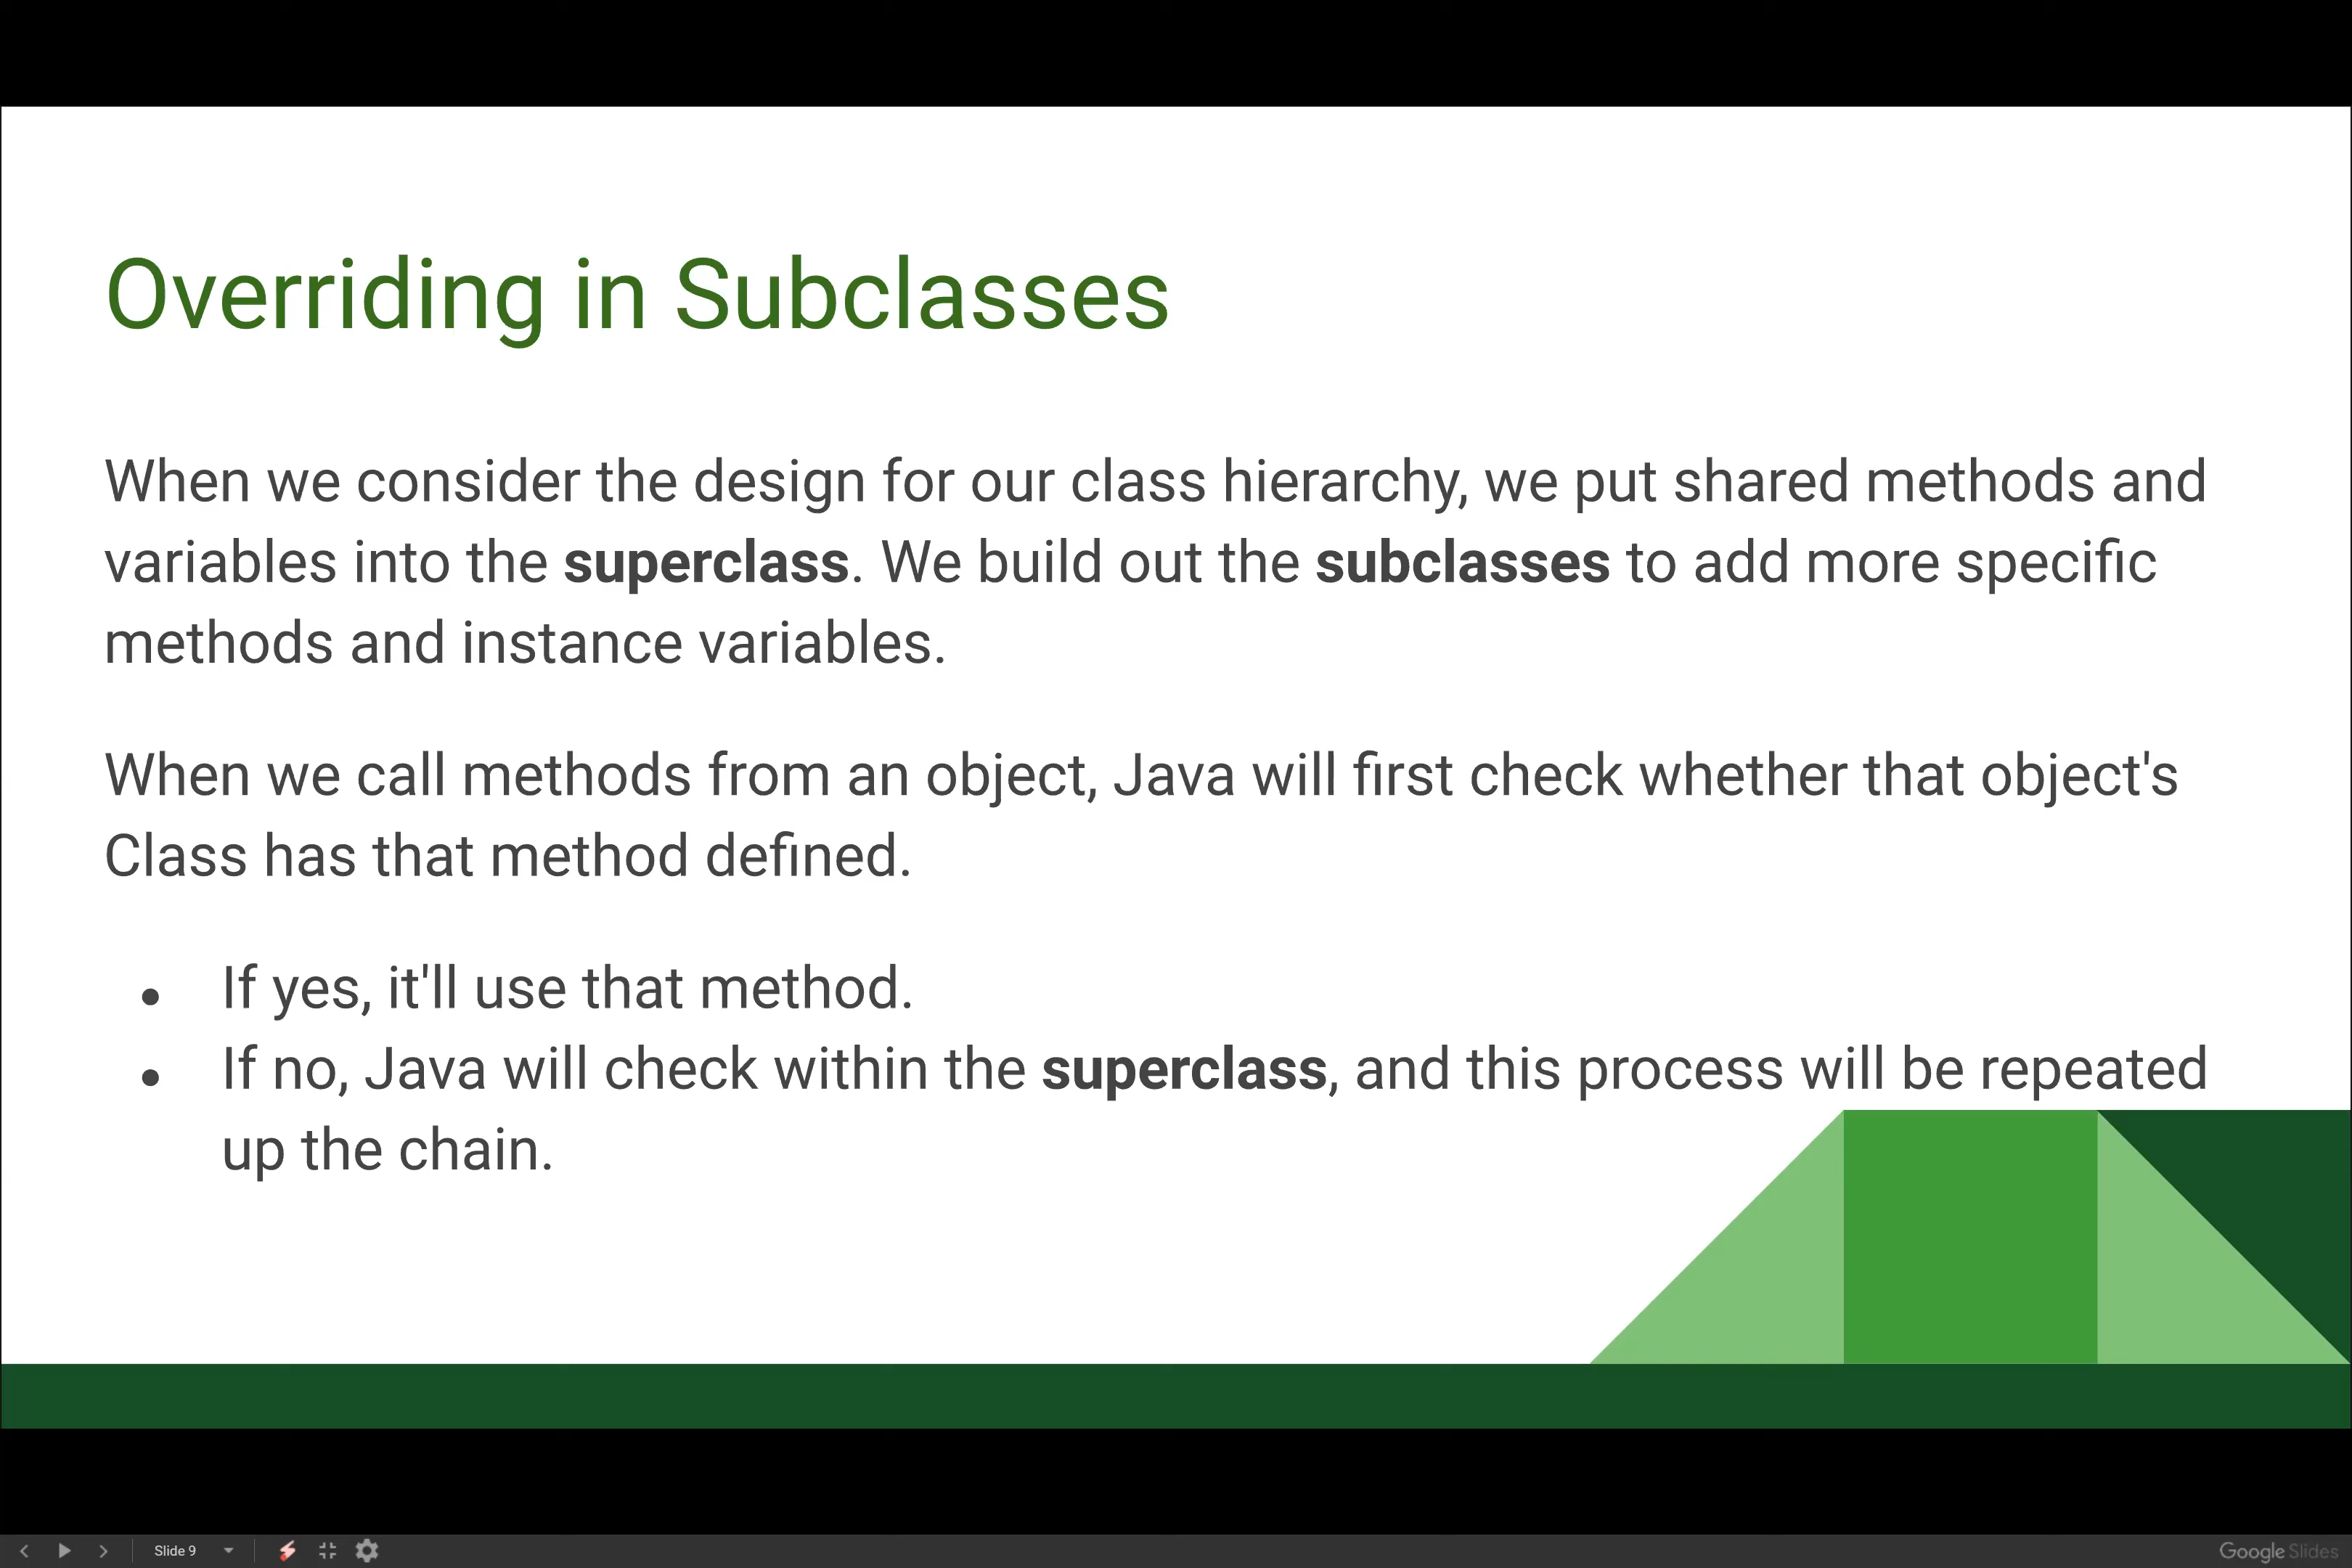 Overriding in Subclasses
When we consider the design for our class hierarchy, we put shared methods and
variables into the superclass. We build out the subclasses to add more specific
methods and instance variables.
When we call methods from an object, Java will first check whether that object's
Class has that method defined.
● If yes, it'll use that method.
● If no, Java will check within the superclass, and this process will be repeated
up the chain.
Slide 9
Google Slides